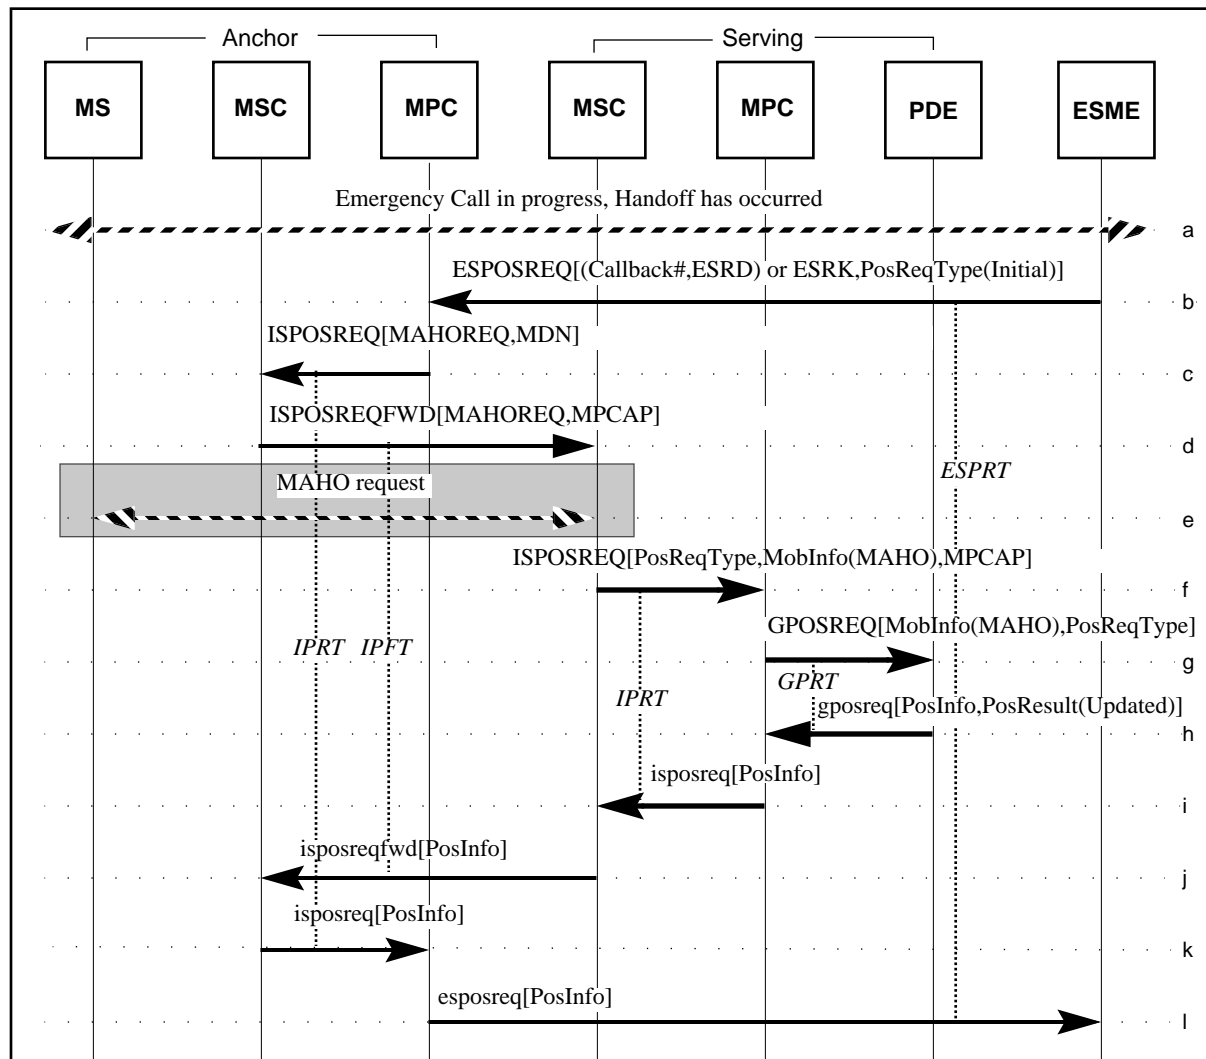 Anchor
Serving
MS
MSC
MPC
MSC
MPC
PDE
ESME
Emergency Call in progress, Handoff has occurred
a
ESPOSREQ[(Callback#,ESRD) or ESRK,PosReqType(Initial)]
b
ISPOSREQ[MAHOREQ,MDN]
c
ISPOSREQFWD[MAHOREQ,MPCAP]
d
ESPRT
MAHO request
e
ISPOSREQ[PosReqType,MobInfo(MAHO),MPCAP]
f
GPOSREQ[MobInfo(MAHO),PosReqType]
IPRT
IPFT
g
GPRT
IPRT
gposreq[PosInfo,PosResult(Updated)]
h
isposreq[PosInfo]
i
isposreqfwd[PosInfo]
j
isposreq[PosInfo]
k
esposreq[PosInfo]
l